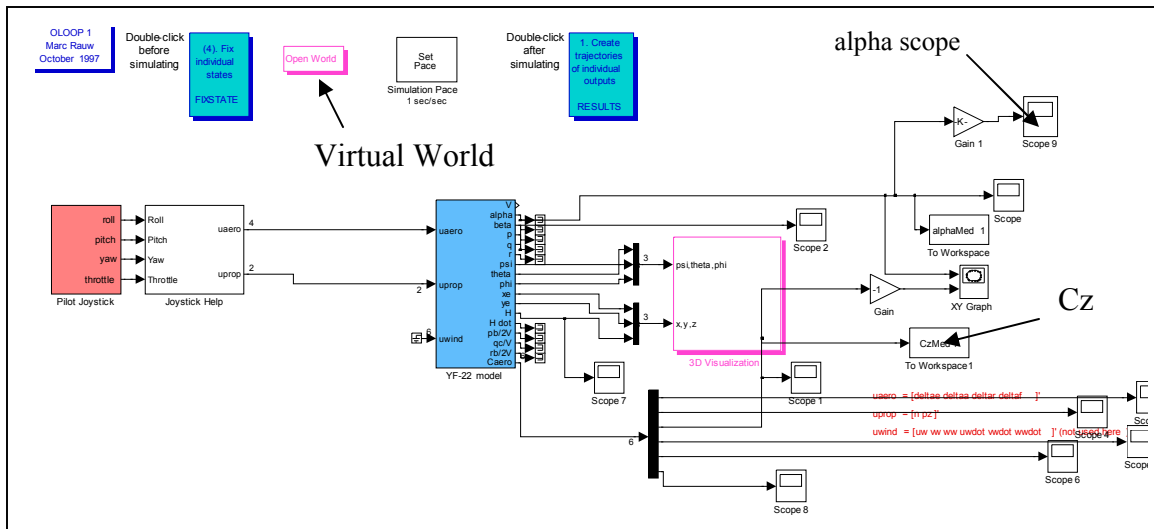 OLOOP 1
Marc Rauw
October 1997
Double-click
before
simulating
(4). Fix
individual
states
FIXSTATE
Open World
Set
Pace
Simulation Pace
1 sec/sec
Double-click
after
simulating
1. Create
trajectories
of individual
outputs
RESULTS
alpha scope
Virtual World
-K-
Gain 1
Scope 9
roll
pitch
yaw
throttle
Pilot Joystick
Roll
Pitch
Yaw
Throttle
uaero
uprop
Joystick Help
4
2
2
6
uaero
uprop
uwind
V
alpha
beta
p
q
r
psi
theta
phi
xe
ye
H
H dot
pb/2V
qc/V
rb/2V
Caero
YF-22 model
3
3
psi,theta,phi
x,y,z
3D Visualization
Scope 2
Scope
alphaMed 1
To Workspace
-1
Gain
XY Graph
Cz
CzMed
To Workspace1
Scope 7
Scope 1
6
uaero = [deltae deltaa deltar deltaf ]'
uprop = [n pz ]'
uwind = [uw vv ww uwdot vwdot wwdot ]' (not used here
Scope 4
Scope 6
Scope 8